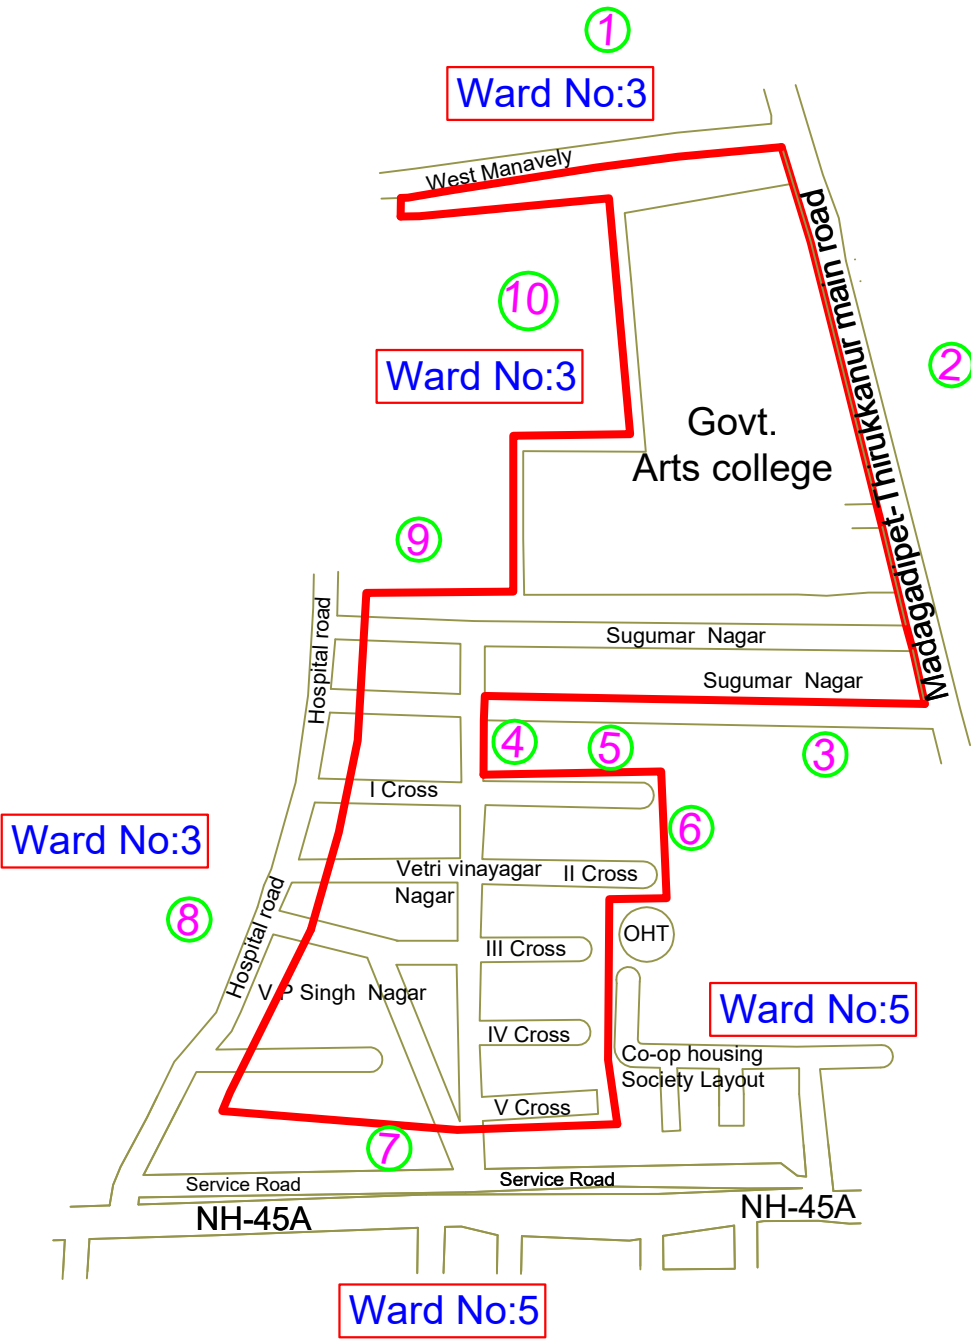 1
Ward No:3
West Manavely
Madagadipet-Thirukkanur main road
10
2
Ward No:3
Govt.
Arts college
9
Hospital road
Sugumar Nagar
Sugumar Nagar
4
5
3
I Cross
6
Ward No:3
Vetri vinayagar
Nagar
II Cross
8
Hospital road
OHT
III Cross
V P Singh Nagar
Ward No:5
IV Cross
Co-op housing
Society Layout
V Cross
7
Service Road
Service Road
NH-45A
NH-45A
Ward No:5